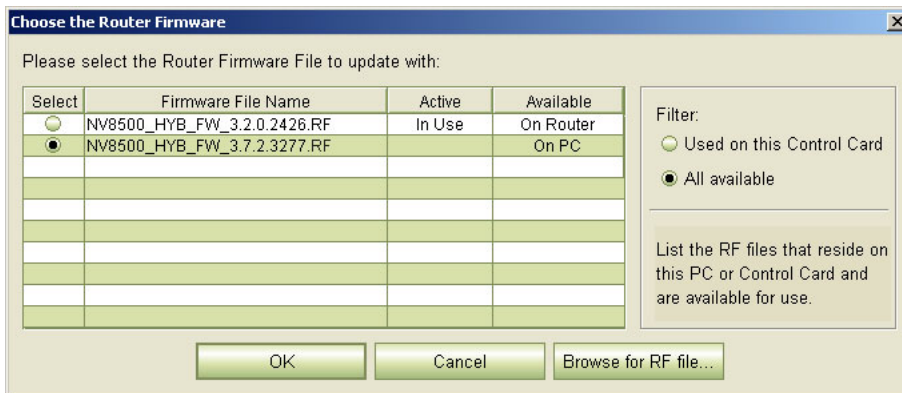 Choose the Router Firmware
Please select the Router Firmware File to update with:
Select Firmware File Name Active Available
NV8500_HYB_FW_3.2.0.2426.RF In Use On Router
NV8500_HYB_FW_3.7.2.3277.RF On PC
Filter:
Used on this Control Card
All available
List the RF files that reside on
this PC or Control Card and
are available for use.
OK Cancel Browse for RF file...